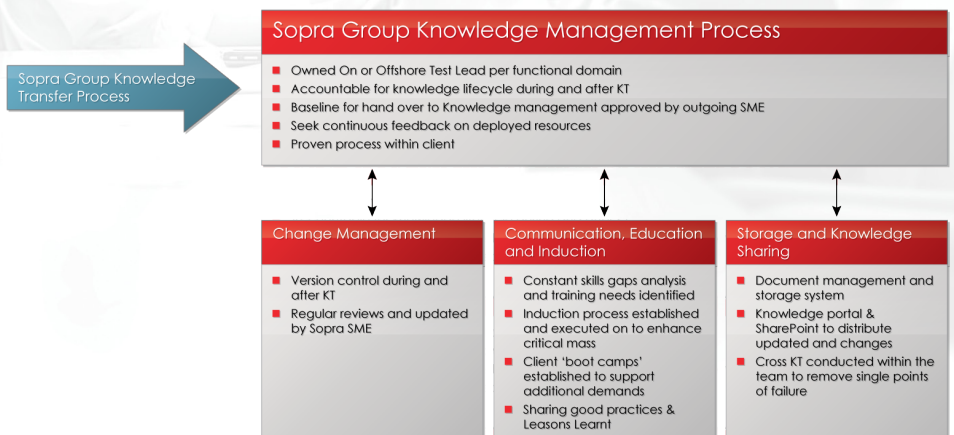 Sopra Group Knowledge
Transfer Process
Sopra Group Knowledge Management Process
Owned On or Offshore Test Lead per functional domain
Accountable for knowledge lifecycle during and after KT
Baseline for hand over to Knowledge management approved by outgoing SME
Seek continuous feedback on deployed resources
Proven process within client
Change Management
Version control during and
after KT
Regular reviews and updated
by Sopra SME
Communication, Education
and Induction
Constant skills gaps analysis
and training needs identified
Induction process established
and executed on to enhance
critical mass
Client ‘boot camps’
established to support
additional demands
Sharing good practices &
Leasons Learnt
Storage and Knowledge
Sharing
Document management and
storage system
Knowledge portal &
SharePoint to distribute
updated and changes
Cross KT conducted within the
team to remove single points
of failure